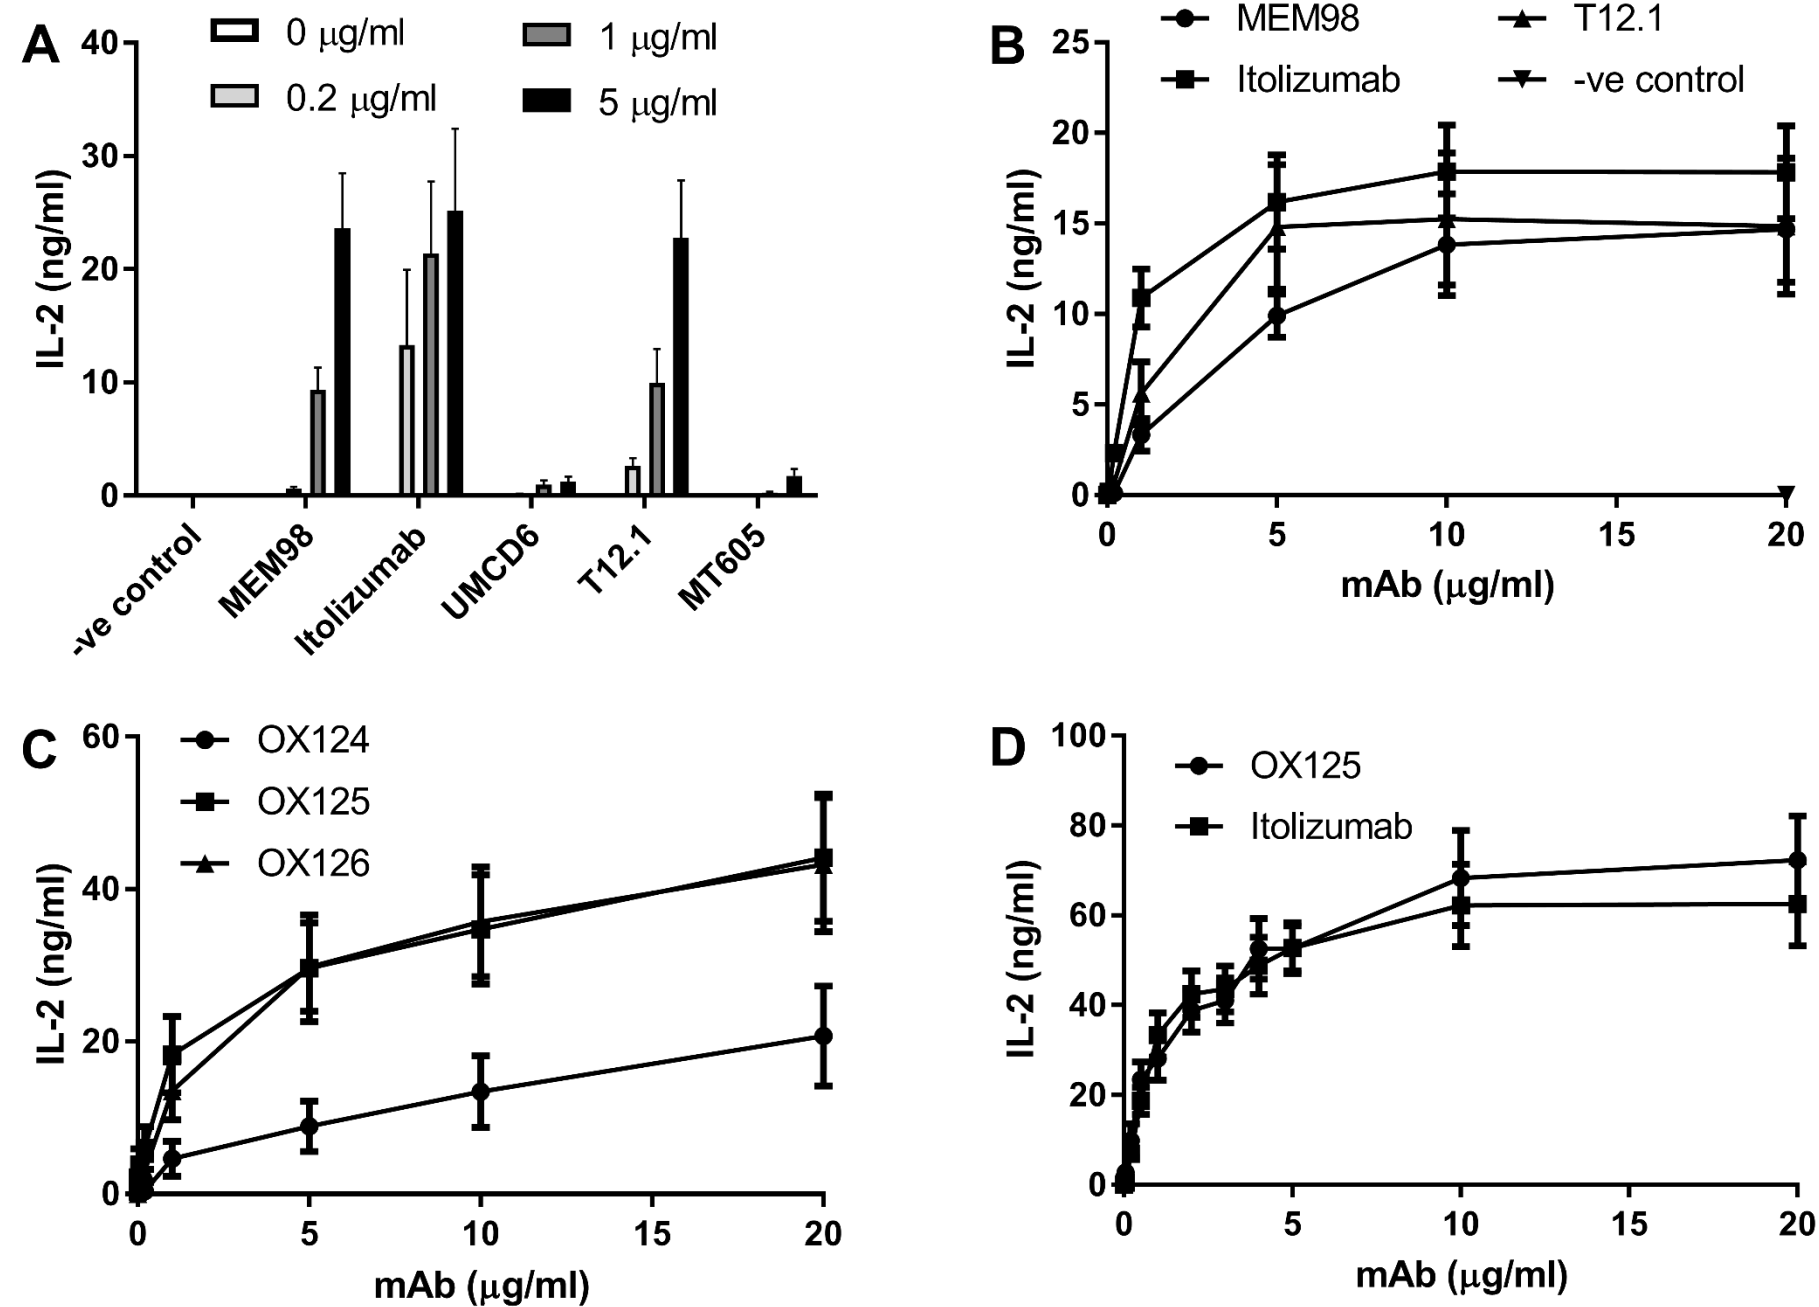 A
0 μg/ml
1 μg/ml
0.2 μg/ml
5 μg/ml
IL-2 (ng/ml)
40
30
20
10
0
-ve control
MEM98
Itolizumab
UMCD6
T12.1
MT605
B
MEM98
T12.1
Itolizumab
-ve control
IL-2 (ng/ml)
25
20
15
10
5
0
0 5 10 15 20
mAb (μg/ml)
C
OX124
OX125
OX126
IL-2 (ng/ml)
60
40
20
0
0 5 10 15 20
mAb (μg/ml)
D
OX125
Itolizumab
IL-2 (ng/ml)
100
80
60
40
20
0
0 5 10 15 20
mAb (μg/ml)